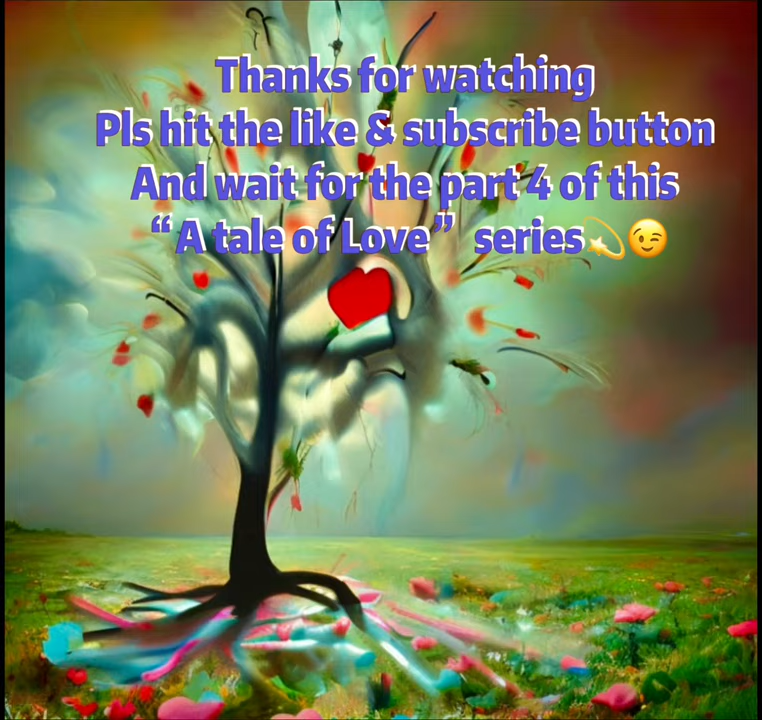 Thanks for watching
Pls hit the like & subscribe button
And wait for the part 4 of this
“A tale of Love” series💫😉